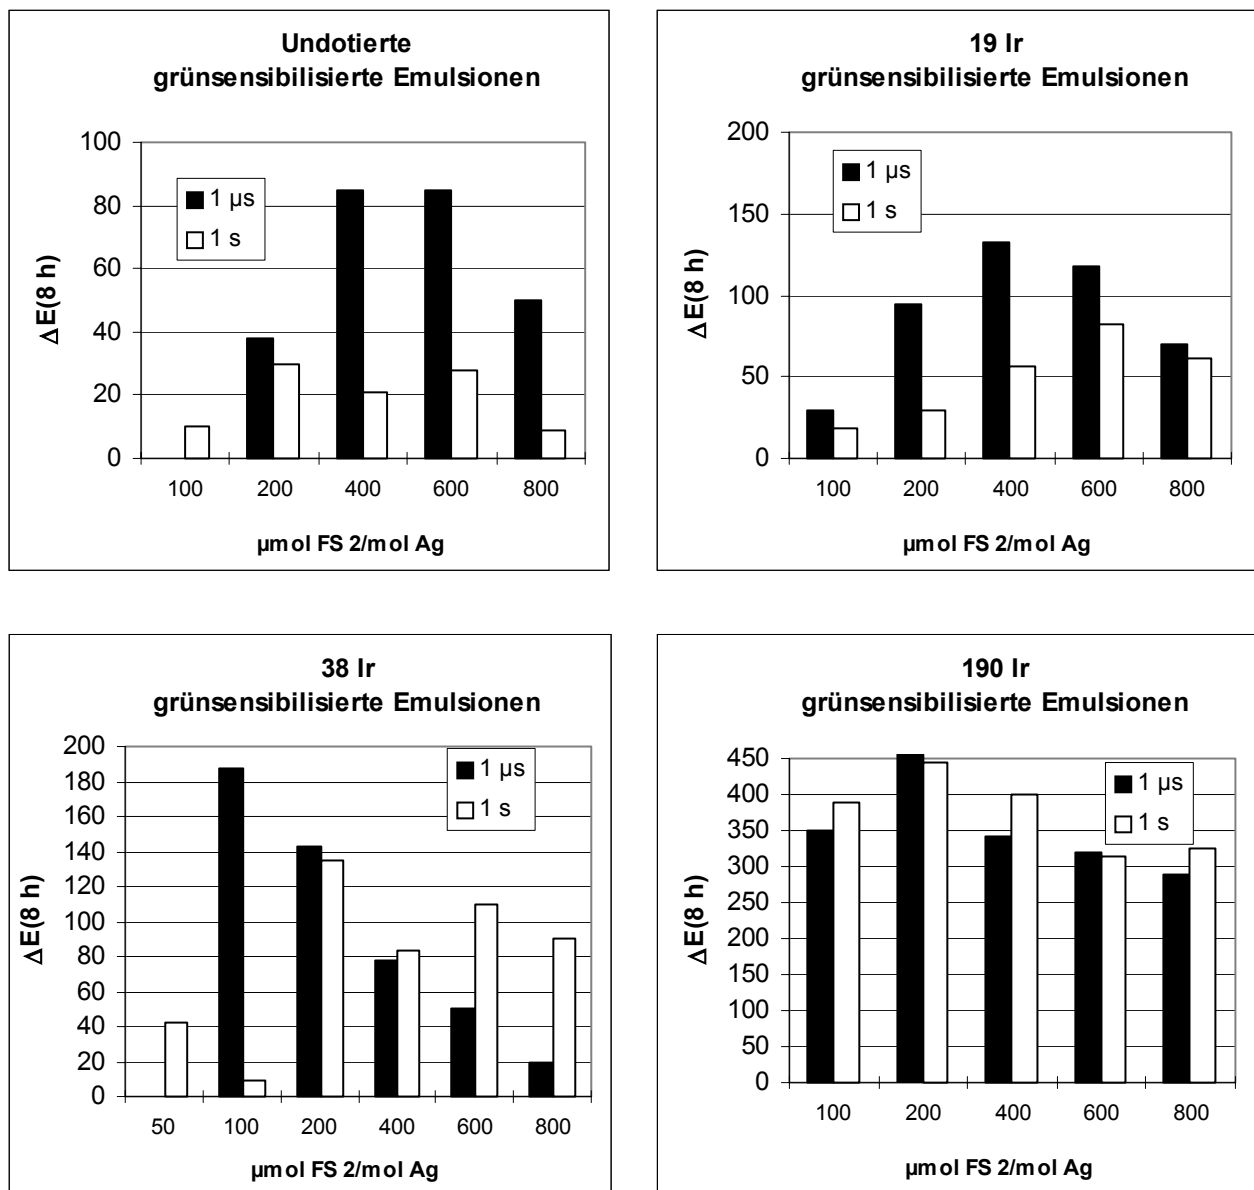 Undotierte
grünsensibilisierte Emulsionen
100
80
60
40
20
0
ΔE(8 h)
1 µs
1 s
100 200 400 600 800
µmol FS 2/mol Ag
19 Ir
grünsensibilisierte Emulsionen
200
150
100
50
0
ΔE(8 h)
1 µs
1 s
100 200 400 600 800
µmol FS 2/mol Ag
38 Ir
grünsensibilisierte Emulsionen
200
180
160
140
120
100
80
60
40
20
0
ΔE(8 h)
1 µs
1 s
50 100 200 400 600 800
µmol FS 2/mol Ag
190 Ir
grünsensibilisierte Emulsionen
450
400
350
300
250
200
150
100
50
0
ΔE(8 h)
1 µs
1 s
100 200 400 600 800
µmol FS 2/mol Ag